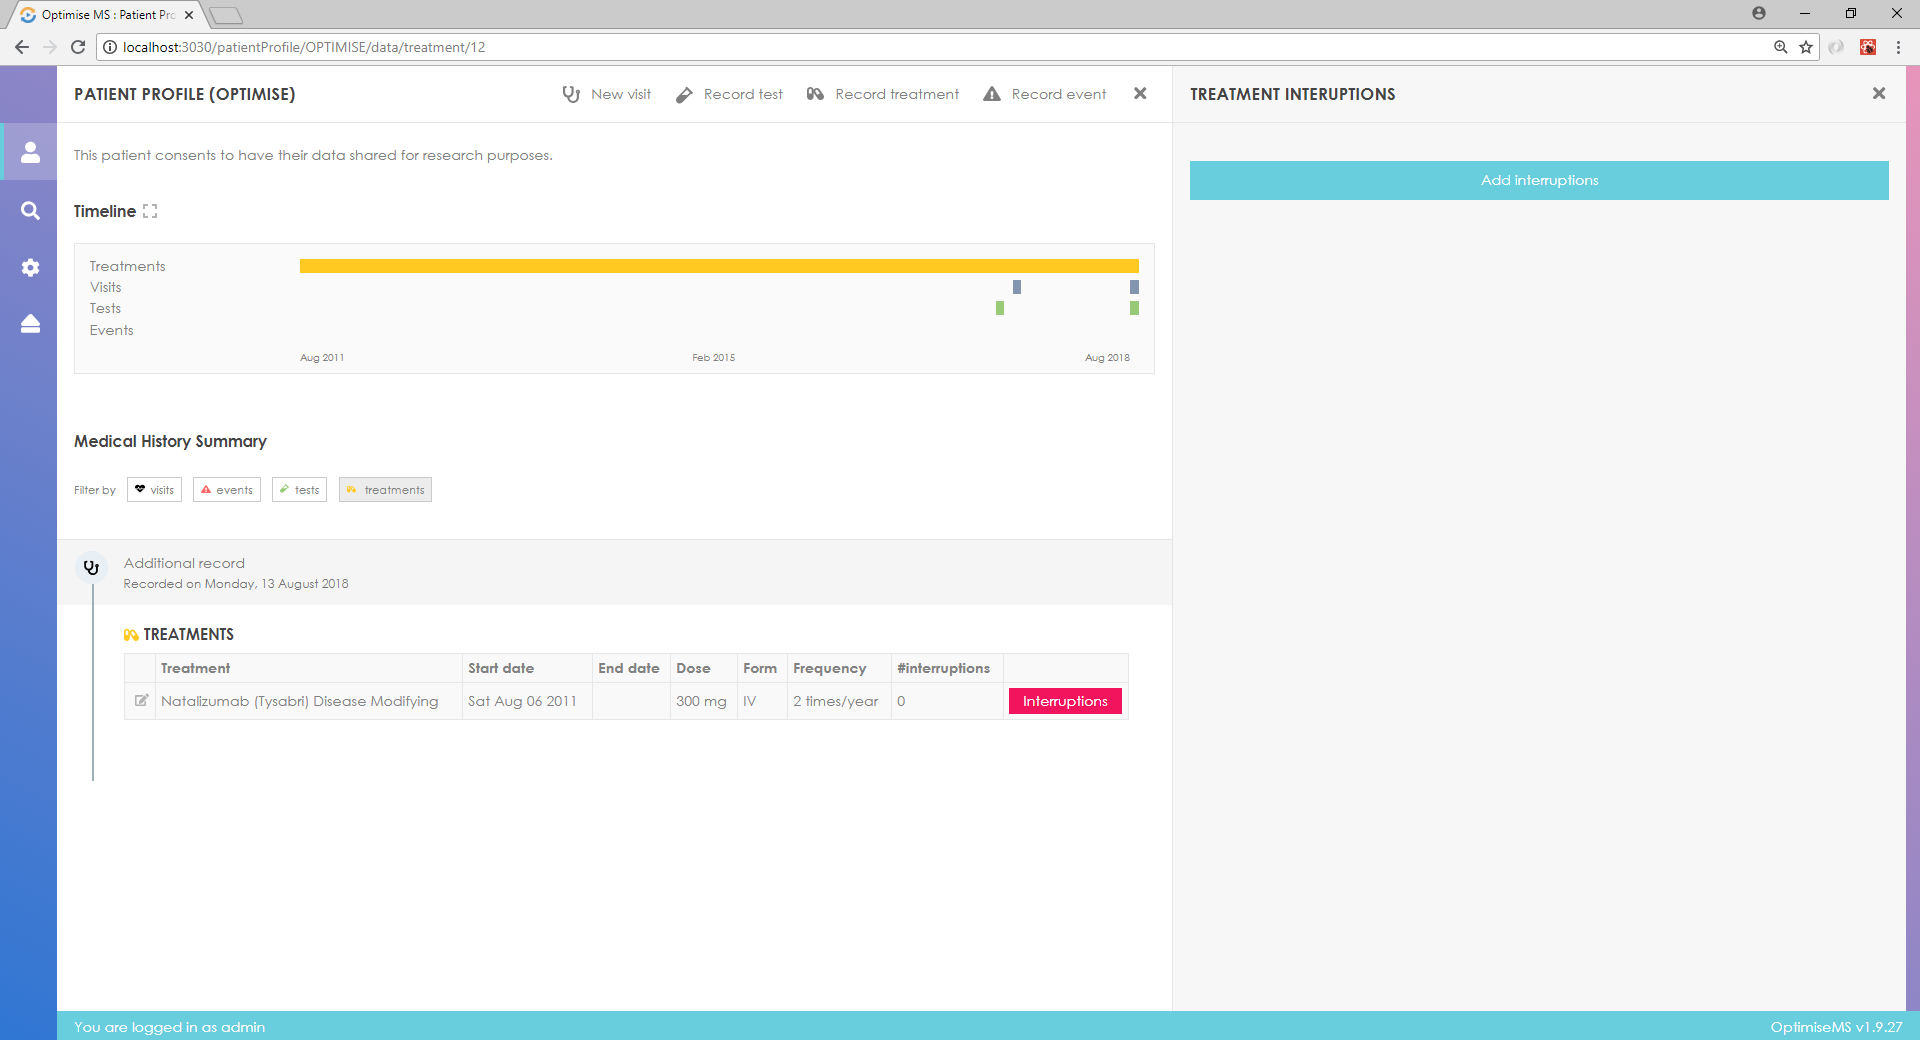 Optimise MS : Patient Pro
localhost:3030/patientProfile/OPTIMISE/data/treatment/12
PATIENT PROFILE (OPTIMISE)
New visit
Record test
Record treatment
Record event
This patient consents to have their data shared for research purposes.
Timeline
Treatments
Visits
Tests
Events
Aug 2011
Feb 2015
Aug 2018
Medical History Summary
Filter by
visits
events
tests
treatments
Additional record
Recorded on Monday, 13 August 2018
TREATMENTS
Treatment Start date End date Dose Form Frequency #interruptions
Natalizumab (Tysabri) Disease Modifying Sat Aug 06 2011 300 mg IV 2 times/year 0 Interruptions
TREATMENT INTERUPTIONS
Add interruptions
You are logged in as admin
OptimiseMS v1.9.27